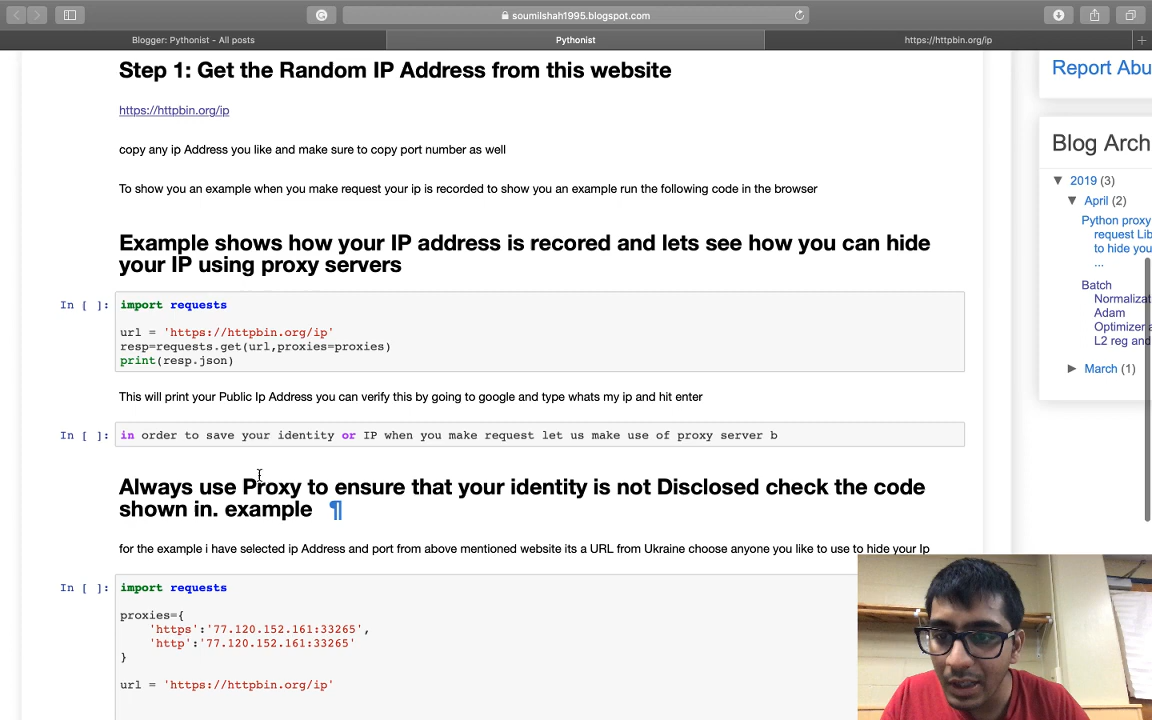 soumilshah1995.blogspot.com
Blogger: Pythonist - All posts
Pythonist
https://httpbin.org/ip
Step 1: Get the Random IP Address from this website
https://httpbin.org/ip
copy any ip Address you like and make sure to copy port number as well
To show you an example when you make request your ip is recorded to show you an example run the following code in the browser
Example shows how your IP address is recored and lets see how you can hide
your IP using proxy servers
In [ ]:
import requests
url = 'https://httpbin.org/ip'
resp=requests.get(url,proxies=proxies)
print(resp.json)
This will print your Public Ip Address you can verify this by going to google and type whats my ip and hit enter
In [ ]: in order to save your identity or IP when you make request let us make use of proxy server b
Always use Proxy to ensure that your identity is not Disclosed check the code
shown in. example ¶
for the example i have selected ip Address and port from above mentioned website its a URL from Ukraine choose anyone you like to use to hide your Ip
In [ ]:
import requests
proxies={
'https':'77.120.152.161:33265',
'http':'77.120.152.161:33265'
}
url = 'https://httpbin.org/ip'
Report Abu
Blog Arch
▼ 2019 (3)
▼ April (2)
Python proxy
request Lib
to hide you
...
Batch
Normalizat
Adam
Optimizer a
L2 reg and
► March (1)